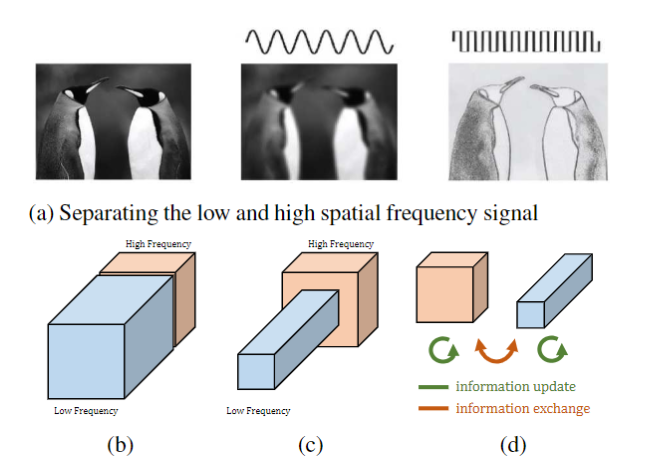 (a) Separating the low and high spatial frequency signal
High Frequency
High Frequency
Low Frequency
Low Frequency
information update
information exchange
(b)
(c)
(d)